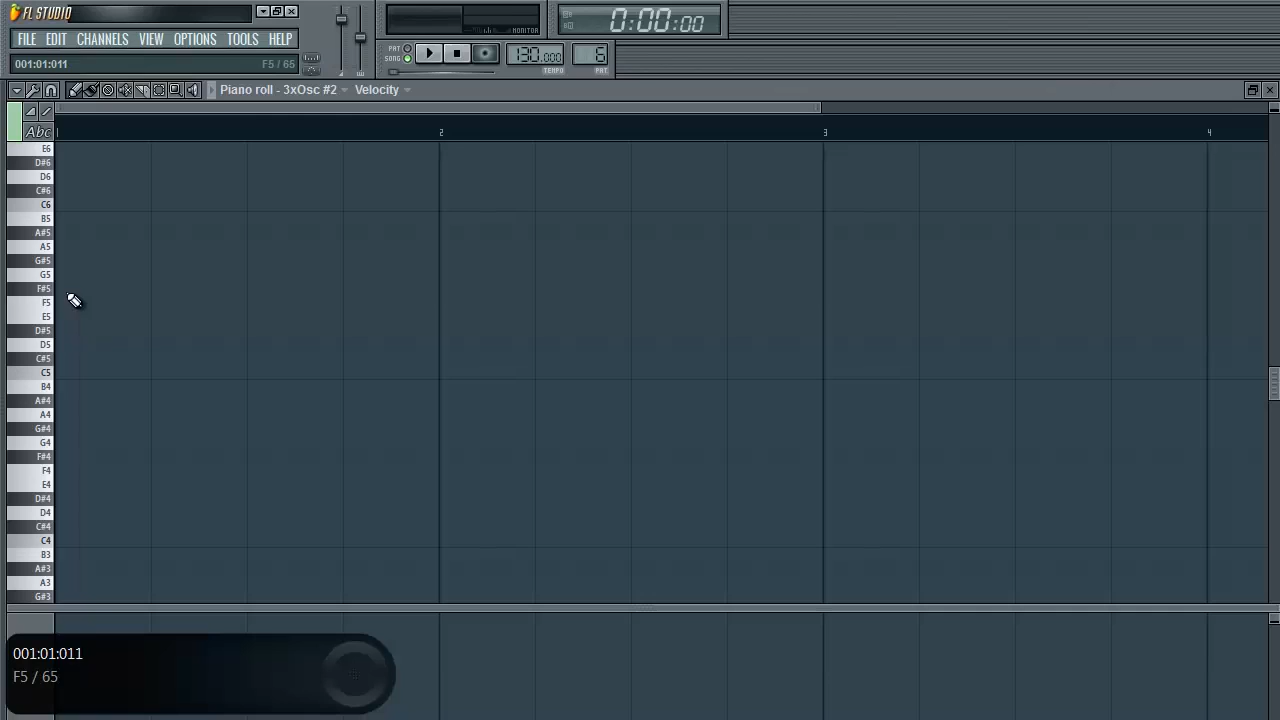 FL STUDIO
FILE EDIT CHANNELS VIEW OPTIONS TOOLS HELP
001:01:011 F5 / 65
MONITOR
0:00:00
PAT
SONG
130.000
TEMPO
6
PAT
Piano roll - 3xOsc #2 Velocity
Abc
2 3 4
E6
D#6
D6
C#6
C6
B5
A#5
A5
G#5
G5
F#5
F5
E5
D#5
D5
C#5
C5
B4
A#4
A4
G#4
G4
F#4
F4
E4
D#4
D4
C#4
C4
B3
A#3
A3
G#3
001:01:011
F5 / 65